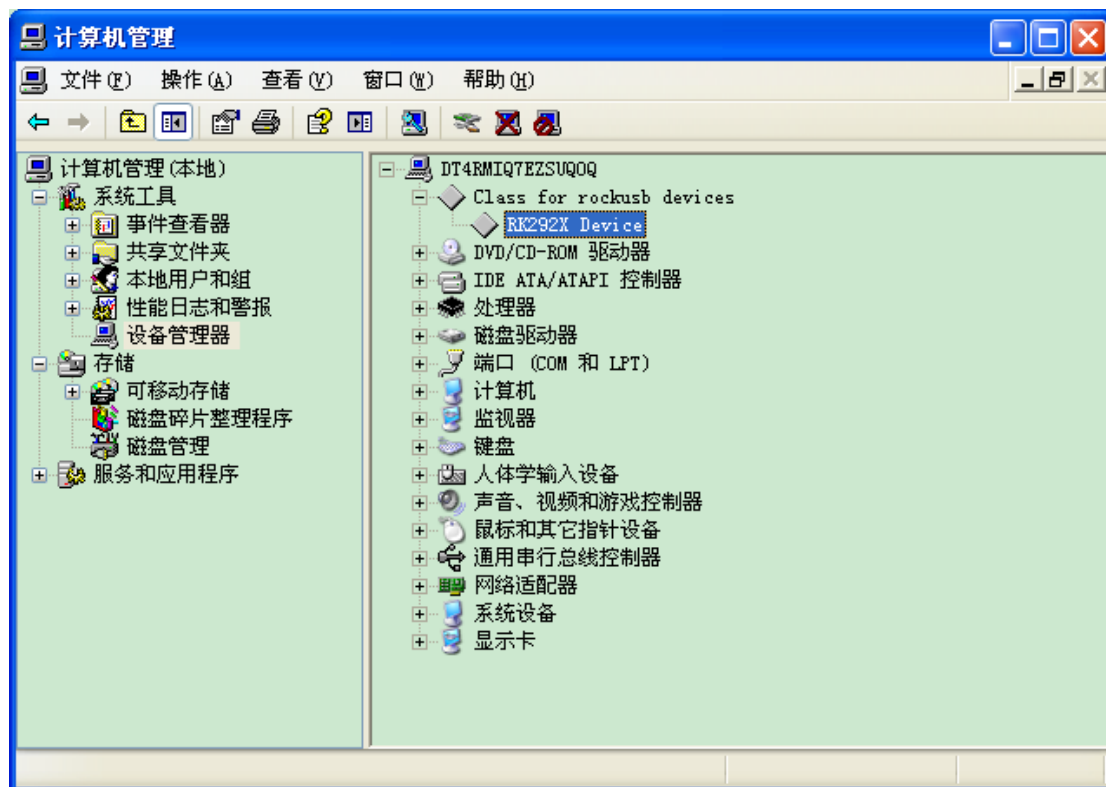 计算机管理
文件(F) 操作(A) 查看(V) 窗口(W) 帮助(H)
计算机管理(本地)
系统工具
事件查看器
共享文件夹
本地用户和组
性能日志和警报
设备管理器
存储
可移动存储
磁盘碎片整理程序
磁盘管理
服务和应用程序
DT4RMIQ7EZSUQOQ
Class for rockusb devices
RK292X Device
DVD/CD-ROM 驱动器
IDE ATA/ATAPI 控制器
处理器
磁盘驱动器
端口 (COM 和 LPT)
计算机
监视器
键盘
人体学输入设备
声音、视频和游戏控制器
鼠标和其它指针设备
通用串行总线控制器
网络适配器
系统设备
显示卡